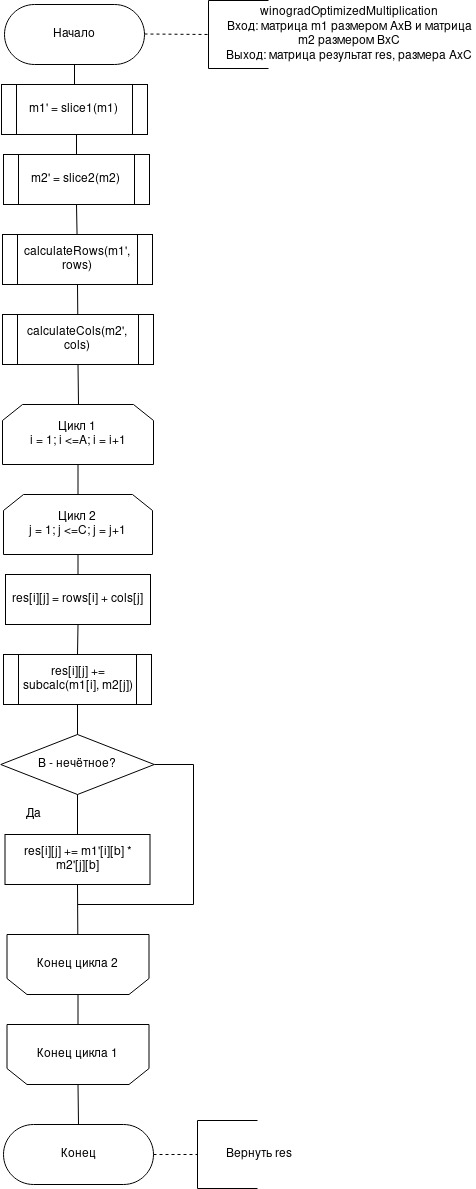 Начало
winogradOptimizedMultiplication
Вход: матрица m1 размером AxB и матрица
m2 размером BxC
Выход: матрица результат res, размера AxC
m1' = slice1(m1)
m2' = slice2(m2)
calculateRows(m1',
rows)
calculateCols(m2',
cols)
Цикл 1
i = 1; i <=A; i = i+1
Цикл 2
j = 1; j <=C; j = j+1
res[i][j] = rows[i] + cols[j]
res[i][j] +=
subcalc(m1[i], m2[j])
В - нечётное?
Да
res[i][j] += m1'[i][b] *
m2'[j][b]
Конец цикла 2
Конец цикла 1
Конец
Вернуть res